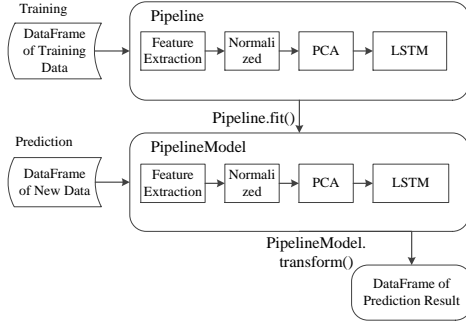 Training
DataFrame
of Training
Data
Pipeline
Feature
Extraction
Normali
zed
PCA
LSTM
Pipeline.fit()
Prediction
DataFrame
of New Data
PipelineModel
Feature
Extraction
Normali
zed
PCA
LSTM
PipelineModel.
transform()
DataFrame of
Prediction Result